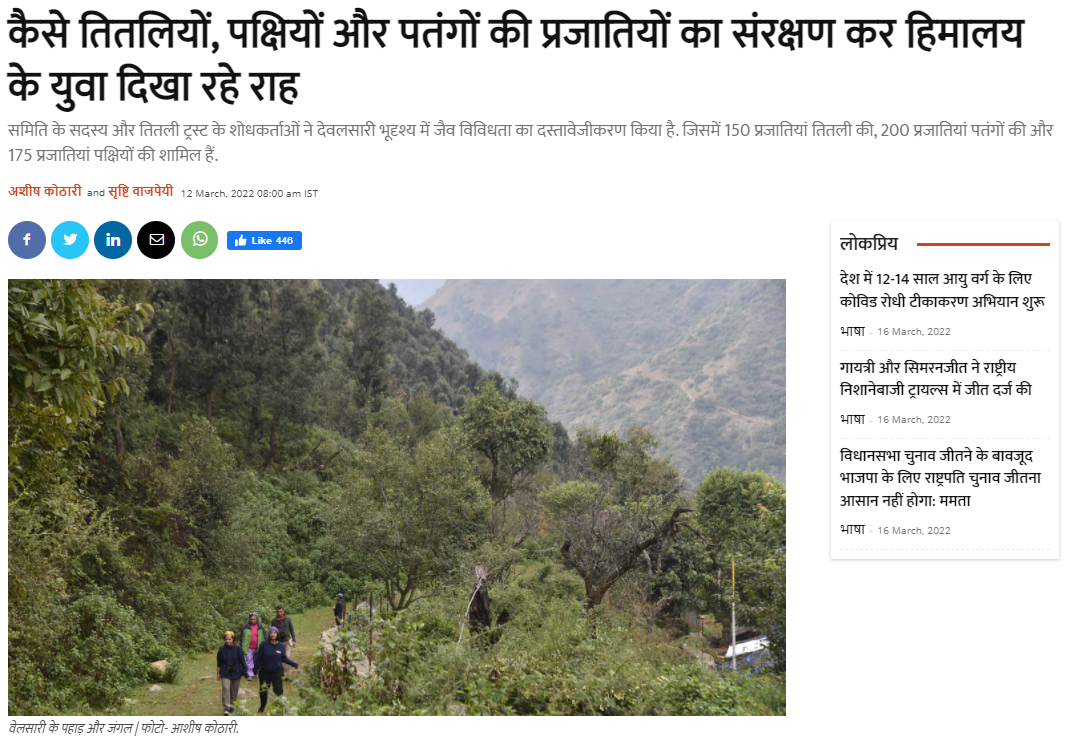 कैसे तितलियों, पक्षियों और पतंगों की प्रजातियों का संरक्षण कर हिमालय
के युवा दिखा रहे राह
समिति के सदस्य और तितली ट्रस्ट के शोधकर्ताओं ने देवलसारी भूदृश्य में जैव विविधता का दस्तावेजीकरण किया है. जिसमें 150 प्रजातियां तितली की, 200 प्रजातियां पतंगों की और
175 प्रजातियां पक्षियों की शामिल हैं.
अशीष कोठारी and सृष्टि वाजपेयी 12 March, 2022 08:00 am IST
Like 446
वेलसारी के पहाड़ और जंगल | फोटो- आशीष कोठारी.
लोकप्रिय
देश में 12-14 साल आयु वर्ग के लिए
कोविड रोधी टीकाकरण अभियान शुरू
भाषा - 16 March, 2022
गायत्री और सिमरनजीत ने राष्ट्रीय
निशानेबाजी ट्रायल्स में जीत दर्ज की
भाषा - 16 March, 2022
विधानसभा चुनाव जीतने के बावजूद
भाजपा के लिए राष्ट्रपति चुनाव जीतना
आसान नहीं होगा: ममता
भाषा - 16 March, 2022